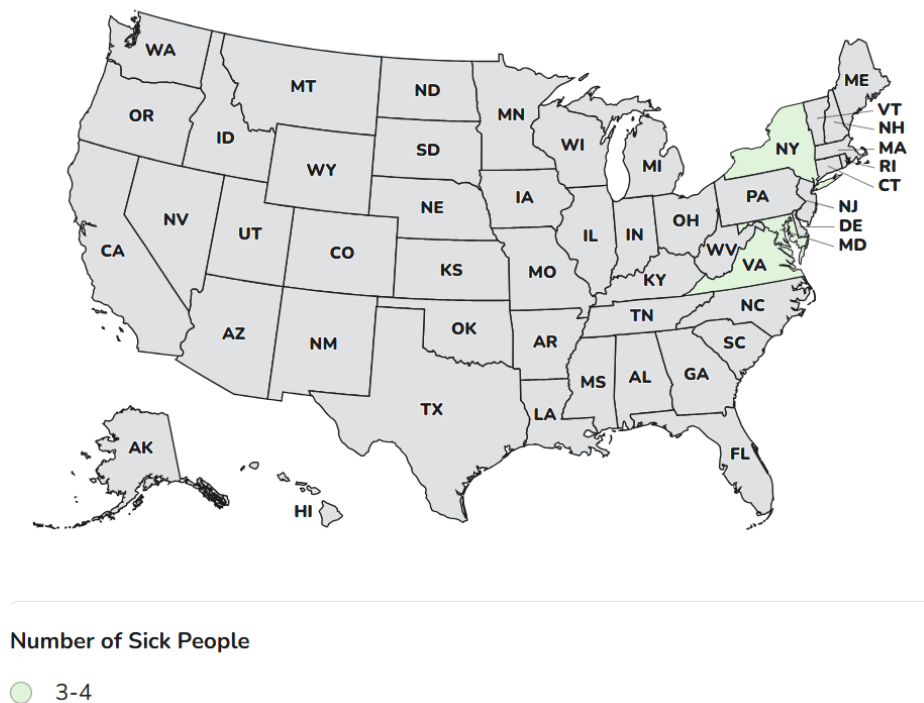 WA
MT
ND
MN
ME
VT
NH
MA
RI
CT
OR
ID
SD
WI
MI
NY
WY
IA
PA
NJ
DE
MD
NV
NE
IL
IN
OH
WV
VA
CA
UT
CO
KS
MO
KY
NC
AZ
NM
OK
AR
TN
SC
TX
LA
MS
AL
GA
FL
AK
HI
Number of Sick People
3-4